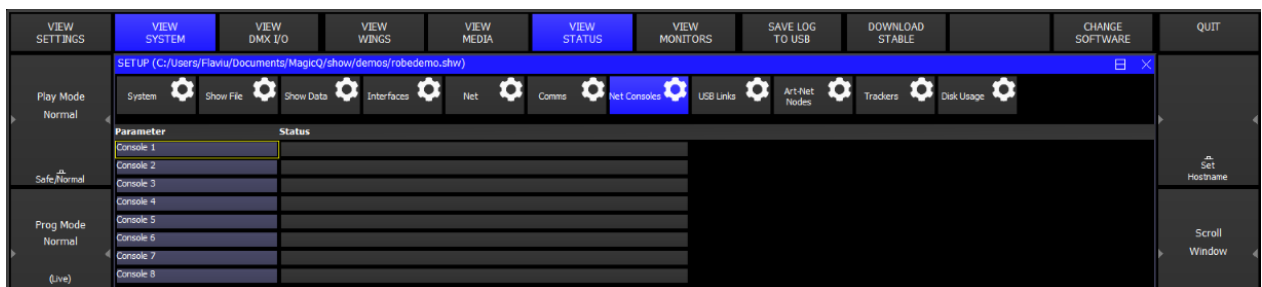 VIEW SETTINGS
VIEW SYSTEM
VIEW DMX I/O
VIEW WINGS
VIEW MEDIA
VIEW STATUS
VIEW MONITORS
SAVE LOG TO USB
DOWNLOAD STABLE
CHANGE SOFTWARE
QUIT
SETUP (C:/Users/Flaviu/Documents/MagicQ/show/demos/robedemo.shw)
System
Show File
Show Data
Interfaces
Net
Comms
Net Consoles
USB Links
Art-Net Nodes
Trackers
Disk Usage
Play Mode
Normal
Safe/Normal
Parameter Status
Console 1
Console 2
Console 3
Console 4
Console 5
Console 6
Console 7
Console 8
Set
Hostname
Prog Mode
Normal
(Live)
Scroll
Window